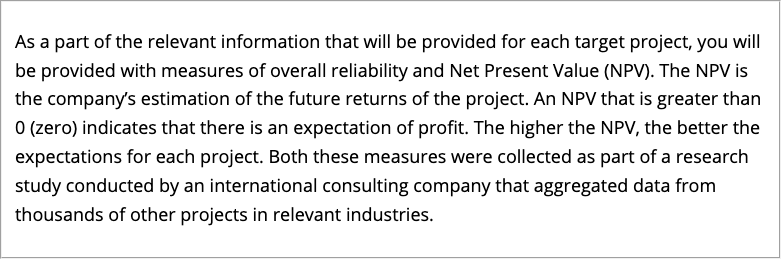 As a part of the relevant information that will be provided for each target project, you will
be provided with measures of overall reliability and Net Present Value (NPV). The NPV is
the company’s estimation of the future returns of the project. An NPV that is greater than
0 (zero) indicates that there is an expectation of profit. The higher the NPV, the better the
expectations for each project. Both these measures were collected as part of a research
study conducted by an international consulting company that aggregated data from
thousands of other projects in relevant industries.